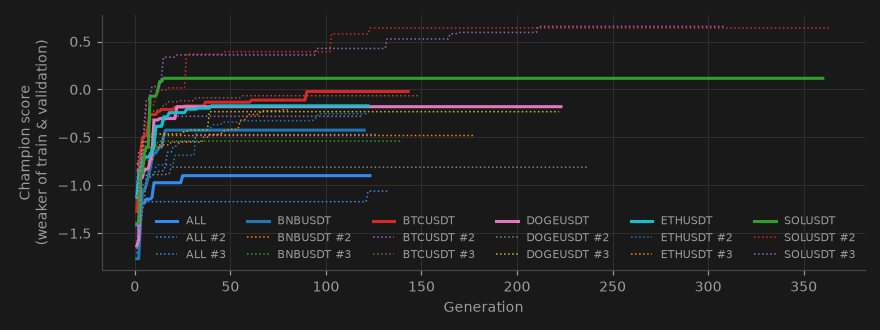 Champion score
(weaker of train & validation)
0.5
0.0
−0.5
−1.0
−1.5
ALL BNBUSDT BTCUSDT DOGEUSDT ETHUSDT SOLUSDT
ALL #2 BNBUSDT #2 BTCUSDT #2 DOGEUSDT #2 ETHUSDT #2 SOLUSDT #2
ALL #3 BNBUSDT #3 BTCUSDT #3 DOGEUSDT #3 ETHUSDT #3 SOLUSDT #3
0 50 100 150 200 250 300 350
Generation